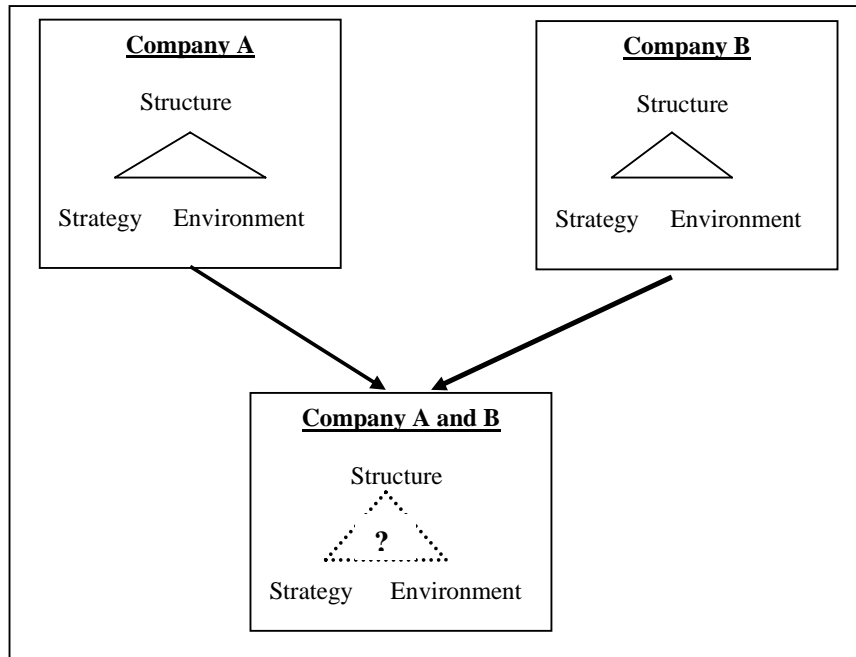 Company A
Structure
Strategy Environment
Company B
Structure
Strategy Environment
Company A and B
Structure
?
Strategy Environment